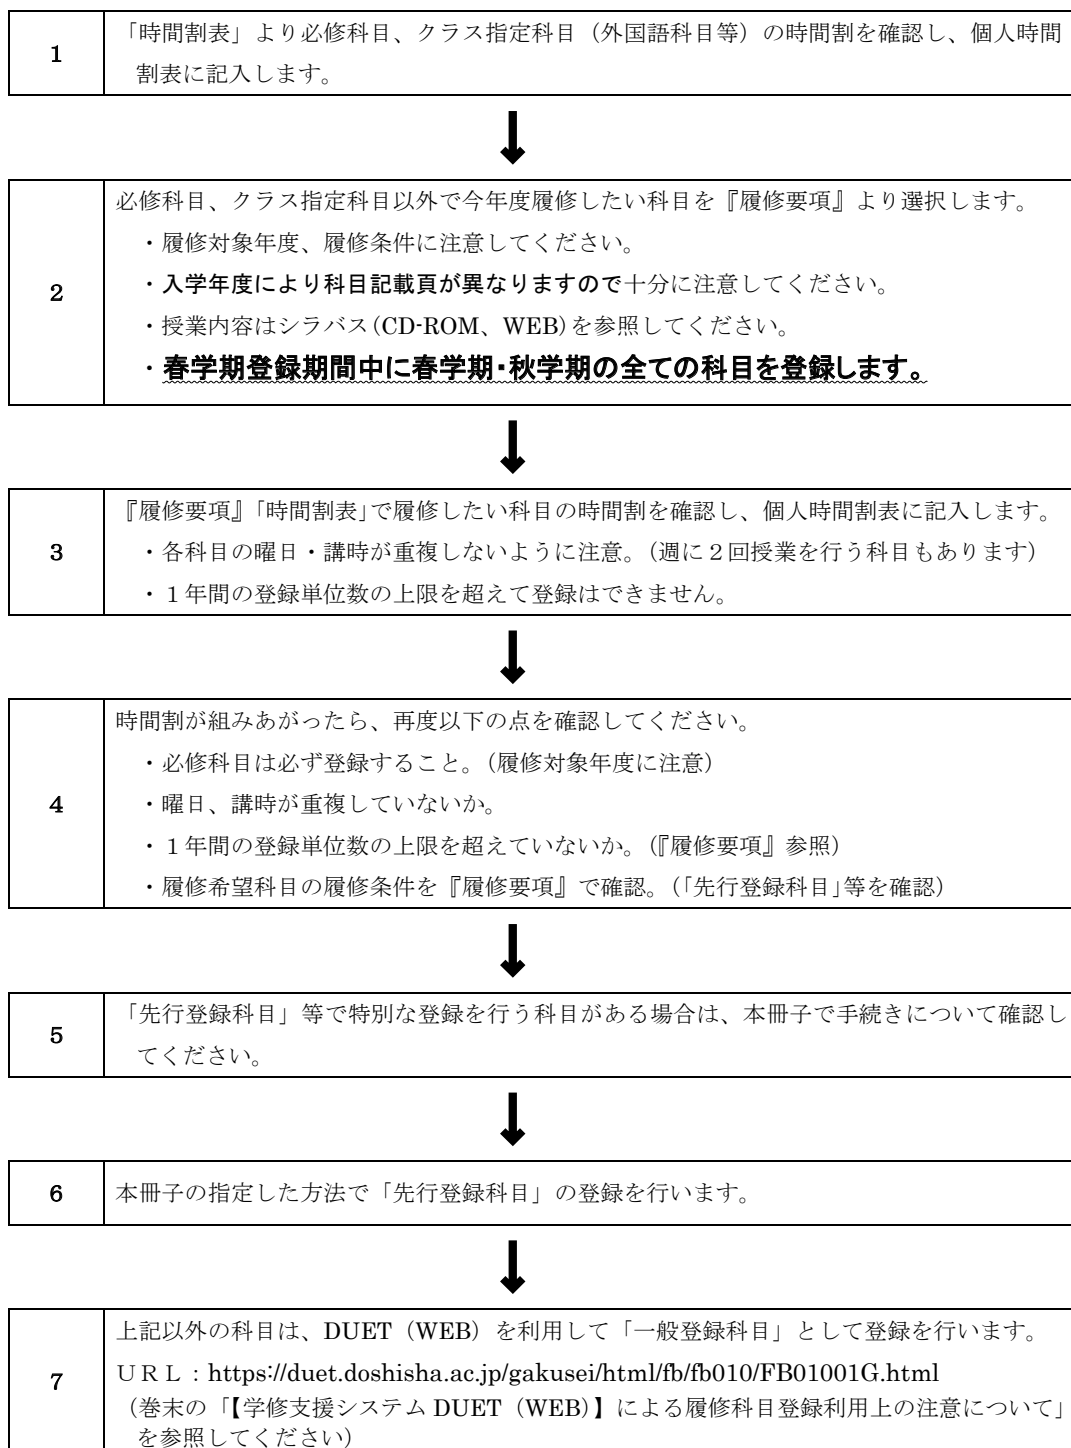 1
「時間割表」より必修科目、クラス指定科目（外国語科目等）の時間割を確認し、個人時間
割表に記入します。
2
必修科目、クラス指定科目以外で今年度履修したい科目を『履修要項』より選択します。
・履修対象年度、履修条件に注意してください。
・入学年度により科目記載頁が異なりますので十分に注意してください。
・授業内容はシラバス(CD-ROM、WEB)を参照してください。
・春学期登録期間中に春学期・秋学期の全ての科目を登録します。
3
『履修要項』「時間割表」で履修したい科目の時間割を確認し、個人時間割表に記入します。
・各科目の曜日・講時が重複しないように注意。（週に２回授業を行う科目もあります）
・１年間の登録単位数の上限を超えて登録はできません。
4
時間割が組みあがったら、再度以下の点を確認してください。
・必修科目は必ず登録すること。（履修対象年度に注意）
・曜日、講時が重複していないか。
・１年間の登録単位数の上限を超えていないか。（『履修要項』参照）
・履修希望科目の履修条件を『履修要項』で確認。（「先行登録科目」等を確認）
5
「先行登録科目」等で特別な登録を行う科目がある場合は、本冊子で手続きについて確認し
てください。
6
本冊子の指定した方法で「先行登録科目」の登録を行います。
7
上記以外の科目は、DUET（WEB）を利用して「一般登録科目」として登録を行います。
ＵＲＬ：https://duet.doshisha.ac.jp/gakusei/html/fb/fb010/FB01001G.html
（巻末の「【学修支援システム DUET（WEB）】による履修科目登録利用上の注意について」
を参照してください）